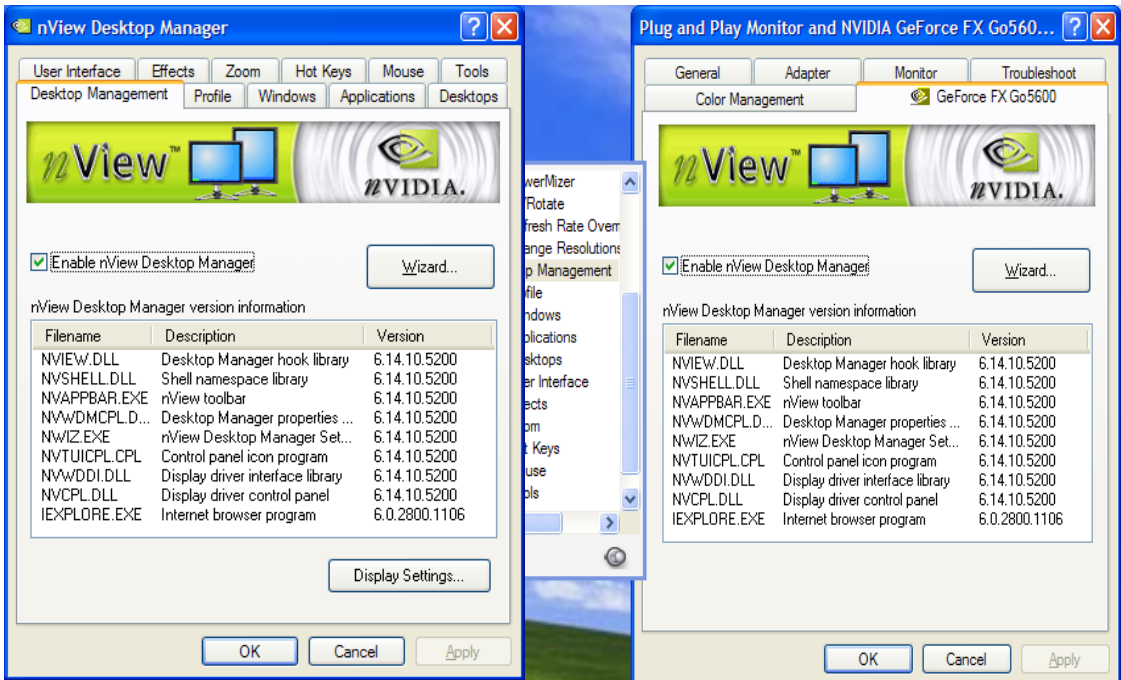 nView Desktop Manager
User Interface Effects Zoom Hot Keys Mouse Tools
Desktop Management Profile Windows Applications Desktops
nView™ nVIDIA.
Enable nView Desktop Manager
Wizard...
nView Desktop Manager version information
Filename Description Version
NVIEW.DLL Desktop Manager hook library 6.14.10.5200
NVSHELL.DLL Shell namespace library 6.14.10.5200
NVAPPBAR.EXE nView toolbar 6.14.10.5200
NVWDMCPL.D... Desktop Manager properties ... 6.14.10.5200
NWIZ.EXE nView Desktop Manager Set... 6.14.10.5200
NVTUICPL.CPL Control panel icon program 6.14.10.5200
NVWDDI.DLL Display driver interface library 6.14.10.5200
NVCPL.DLL Display driver control panel 6.14.10.5200
IEXPLORE.EXE Internet browser program 6.0.2800.1106
Display Settings...
OK Cancel Apply
werMizer
Rotate
fresh Rate Overr
ange Resolutions
p Management
file
ndows
plications
sktops
er Interface
ects
om
t Keys
use
ols
Plug and Play Monitor and NVIDIA GeForce FX Go560...
General Adapter Monitor Troubleshoot
Color Management GeForce FX Go5600
nView™ nVIDIA.
Enable nView Desktop Manager
Wizard...
nView Desktop Manager version information
Filename Description Version
NVIEW.DLL Desktop Manager hook library 6.14.10.5200
NVSHELL.DLL Shell namespace library 6.14.10.5200
NVAPPBAR.EXE nView toolbar 6.14.10.5200
NVWDMCPL.D... Desktop Manager properties ... 6.14.10.5200
NWIZ.EXE nView Desktop Manager Set... 6.14.10.5200
NVTUICPL.CPL Control panel icon program 6.14.10.5200
NVWDDI.DLL Display driver interface library 6.14.10.5200
NVCPL.DLL Display driver control panel 6.14.10.5200
IEXPLORE.EXE Internet browser program 6.0.2800.1106
OK Cancel Apply